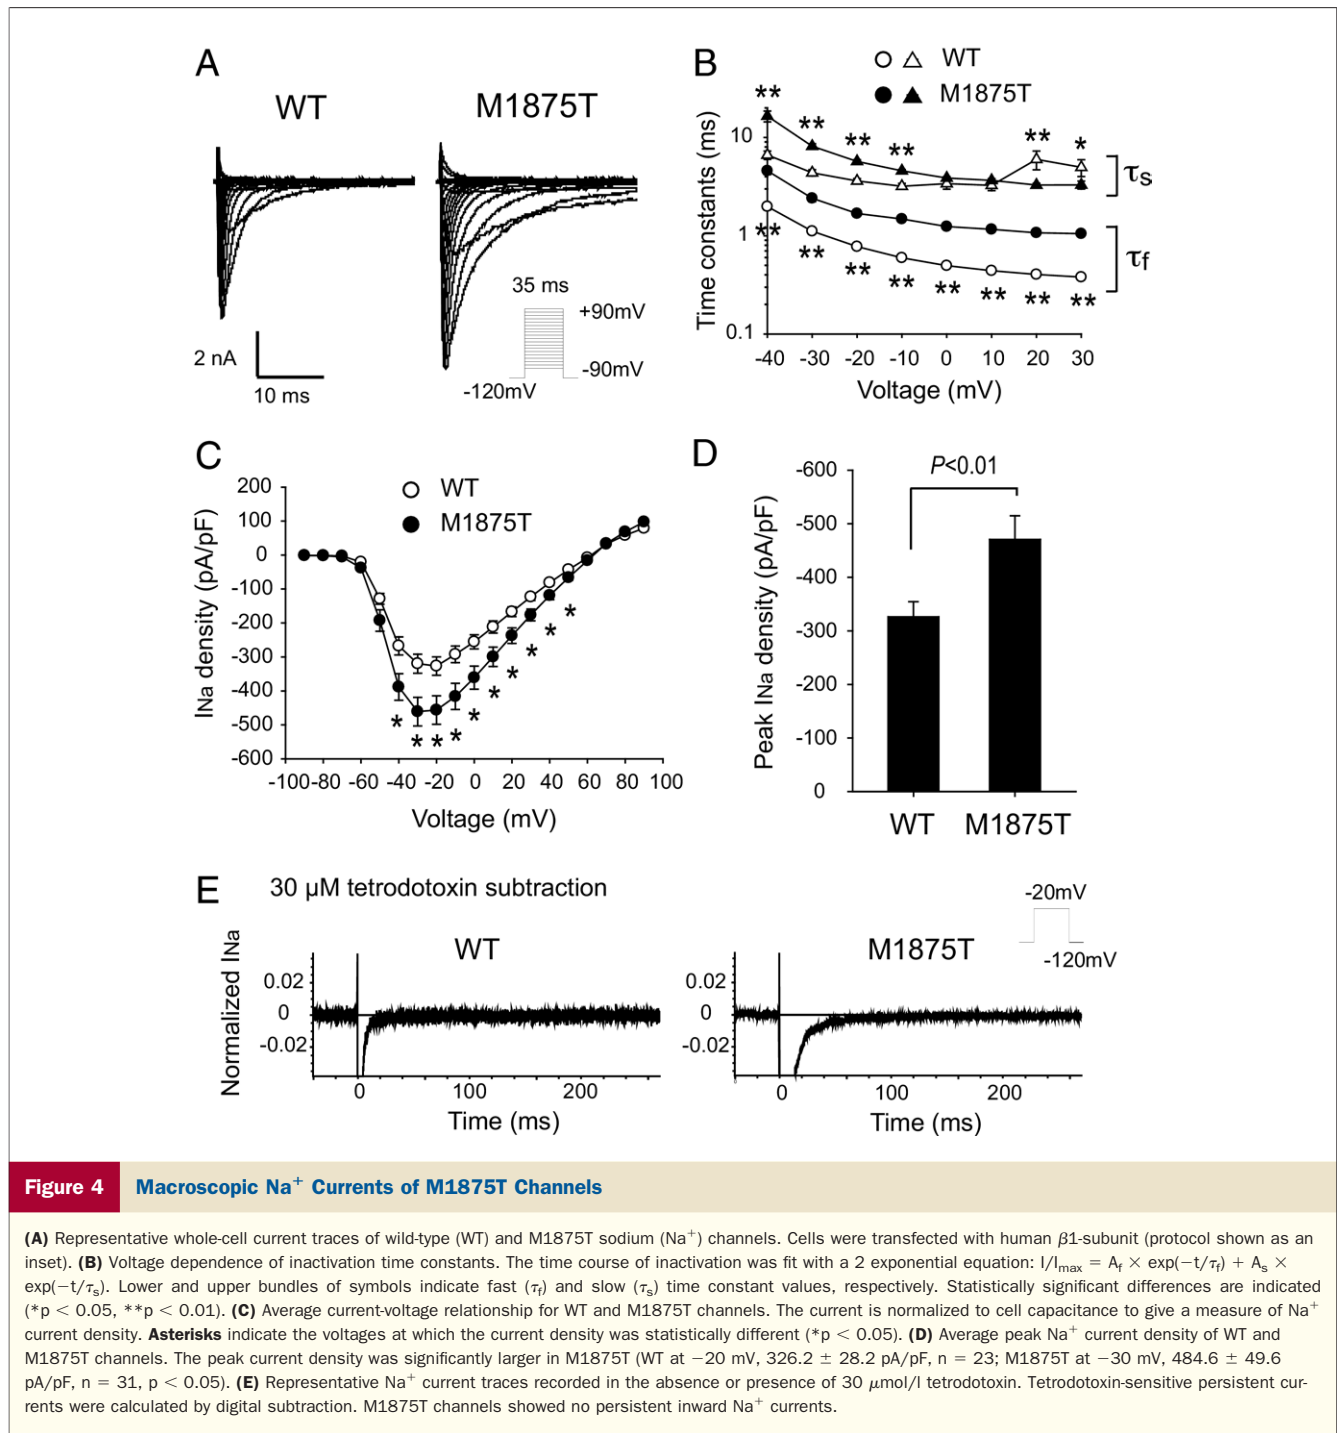 A
WT
M1875T
2 nA
10 ms
35 ms
+90mV
-90mV
-120mV
B
WT
M1875T
Time constants (ms)
10
1
0.1
** ** ** ** ** *
** ** ** ** ** ** ** **
τs
τf
-40 -30 -20 -10 0 10 20 30
Voltage (mV)
C
WT
M1875T
INa density (pA/pF)
200
100
0
-100
-200
-300
-400
-500
-600
* * * * * * * * * *
-100 -80 -60 -40 -20 0 20 40 60 80 100
Voltage (mV)
D
P<0.01
Peak INa density (pA/pF)
-600
-500
-400
-300
-200
-100
0
WT M1875T
E 30 µM tetrodotoxin subtraction
-20mV
-120mV
Normalized INa
WT
0.02
0
-0.02
0 100 200
Time (ms)
M1875T
0.02
0
-0.02
0 100 200
Time (ms)
Figure 4 Macroscopic Na⁺ Currents of M1875T Channels
(A) Representative whole-cell current traces of wild-type (WT) and M1875T sodium (Na⁺) channels. Cells were transfected with human β1-subunit (protocol shown as an
inset). (B) Voltage dependence of inactivation time constants. The time course of inactivation was fit with a 2 exponential equation: I/Imax = Af × exp(−t/τf) + As ×
exp(−t/τs). Lower and upper bundles of symbols indicate fast (τf) and slow (τs) time constant values, respectively. Statistically significant differences are indicated
(*p < 0.05, **p < 0.01). (C) Average current-voltage relationship for WT and M1875T channels. The current is normalized to cell capacitance to give a measure of Na⁺
current density. Asterisks indicate the voltages at which the current density was statistically different (*p < 0.05). (D) Average peak Na⁺ current density of WT and
M1875T channels. The peak current density was significantly larger in M1875T (WT at −20 mV, 326.2 ± 28.2 pA/pF, n = 23; M1875T at −30 mV, 484.6 ± 49.6
pA/pF, n = 31, p < 0.05). (E) Representative Na⁺ current traces recorded in the absence or presence of 30 µmol/l tetrodotoxin. Tetrodotoxin-sensitive persistent cur-
rents were calculated by digital subtraction. M1875T channels showed no persistent inward Na⁺ currents.